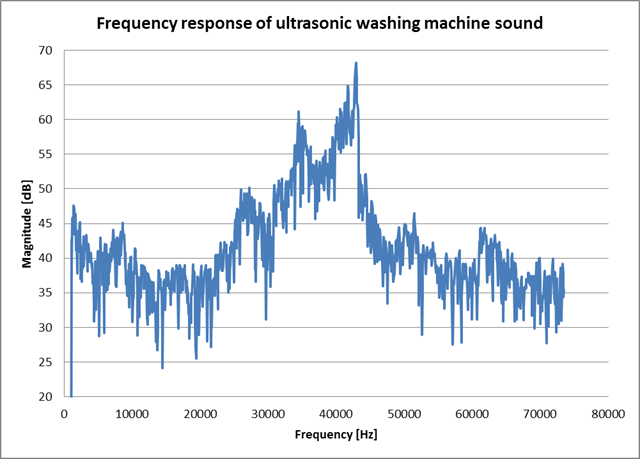 Frequency response of ultrasonic washing machine sound
70
65
60
55
50
45
40
35
30
25
20
Magnitude [dB]
0 10000 20000 30000 40000 50000 60000 70000 80000
Frequency [Hz]